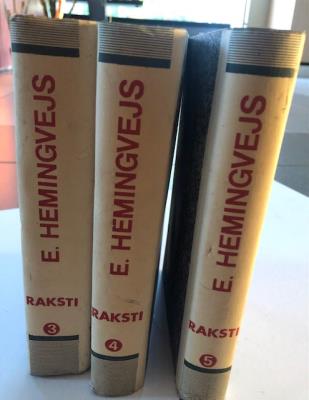 E. HEMINGVEJS
RAKSTI
3
E. HEMINGVEJS
RAKSTI
4
E. HEMINGVEJS
RAKSTI
5